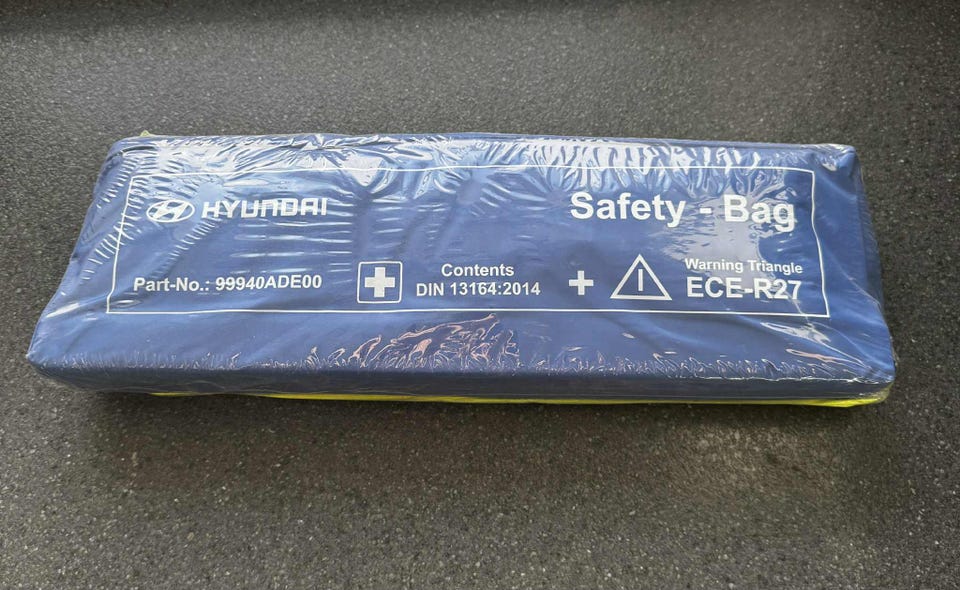 HYUNDAI
Safety - Bag
Part-No.: 99940ADE00
Contents
DIN 13164:2014
+
Warning Triangle
ECE-R27